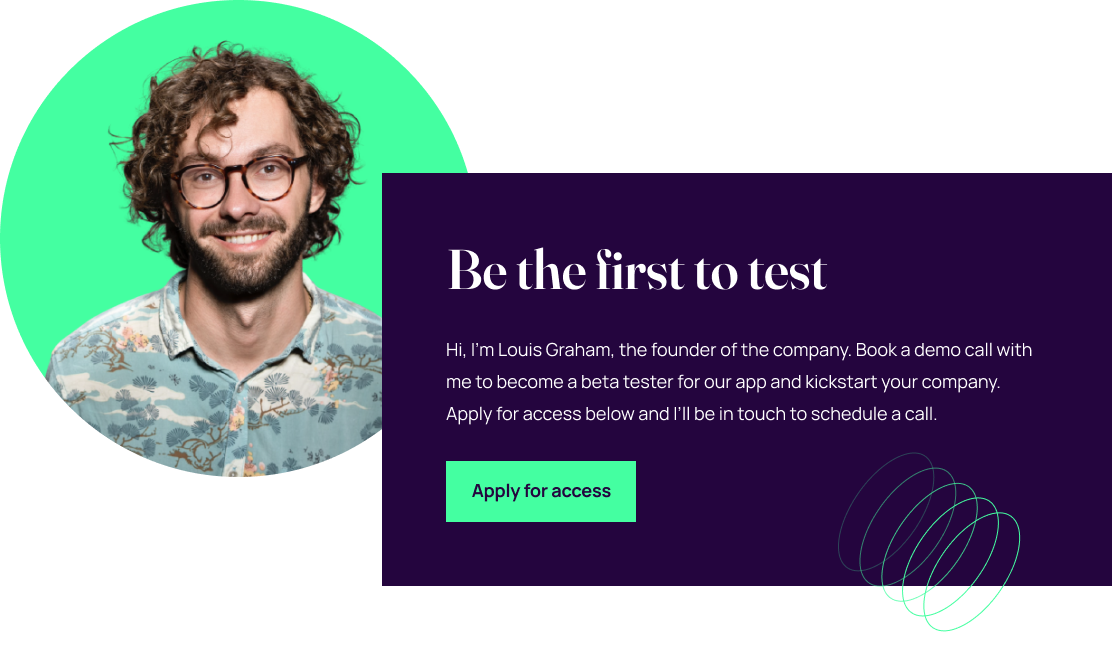 Be the first to test
Hi, I'm Louis Graham, the founder of the company. Book a demo call with
me to become a beta tester for our app and kickstart your company.
Apply for access below and I'll be in touch to schedule a call.
Apply for access